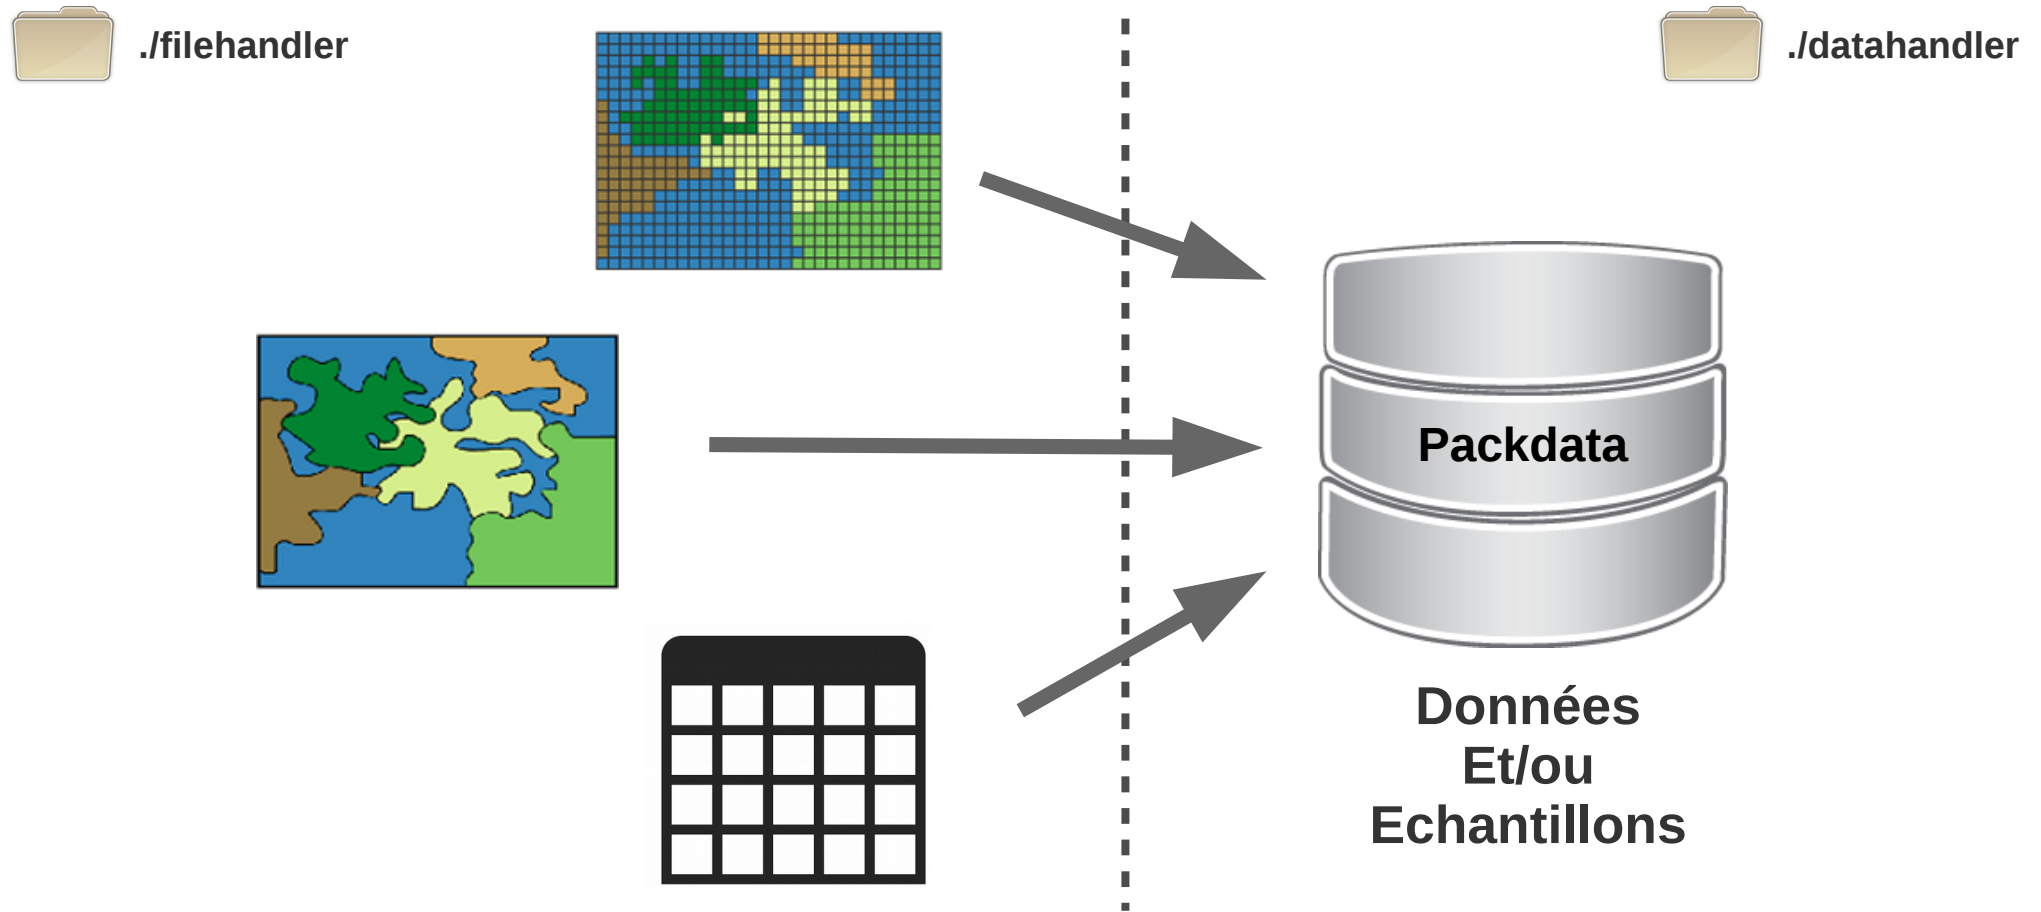 ./filehandler
./datahandler
Packdata
Données
Et/ou
Echantillons